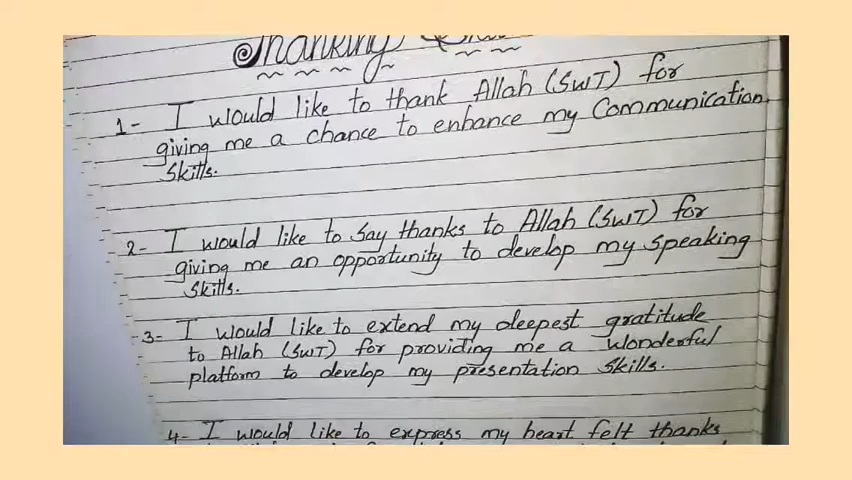 Thanking
1- I would like to thank Allah (SWT) for
giving me a chance to enhance my Communication
Skills.
2- I would like to say thanks to Allah (SWT) for
giving me an opportunity to develop my speaking
Skills.
3- I would like to extend my deepest gratitude
to Allah (SWT) for providing me a wonderful
platform to develop my presentation Skills.
4- I would like to express my heart felt thanks